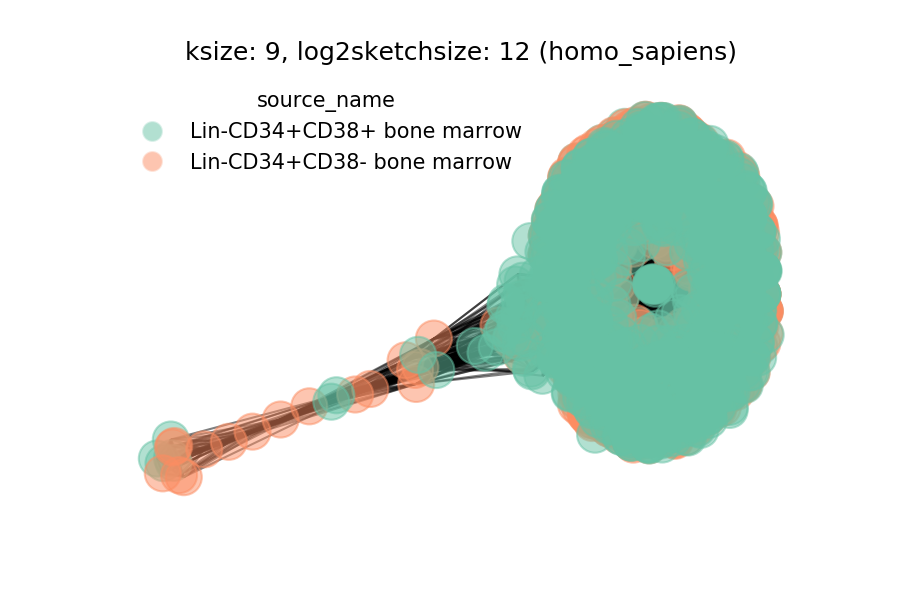 ksize: 9, log2sketchsize: 12 (homo_sapiens)
source_name
Lin-CD34+CD38+ bone marrow
Lin-CD34+CD38- bone marrow